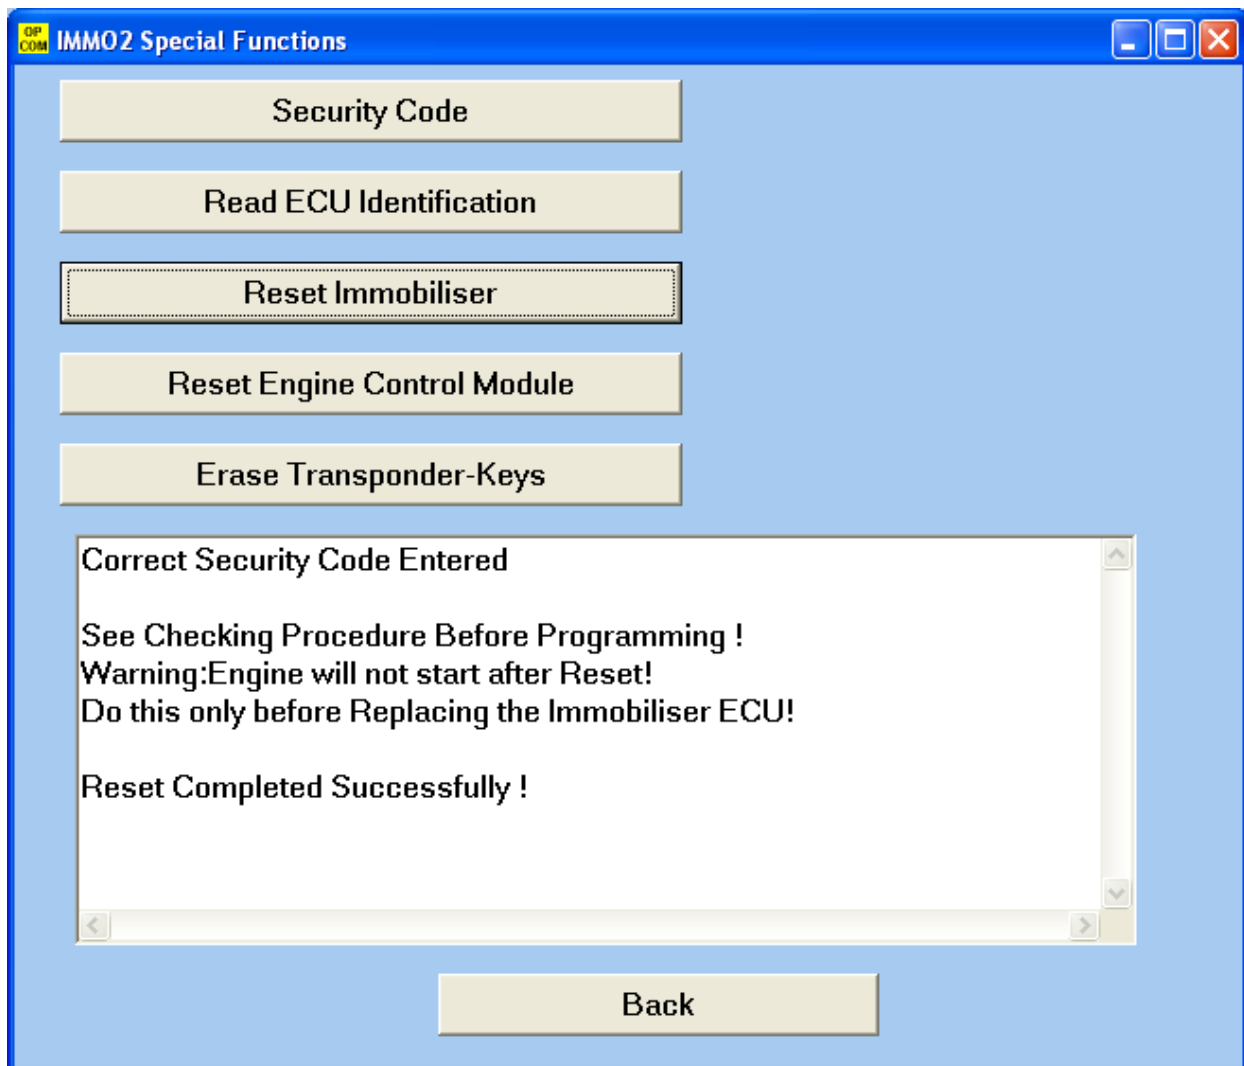 OP
COM
IMMO2 Special Functions
Security Code
Read ECU Identification
Reset Immobiliser
Reset Engine Control Module
Erase Transponder-Keys
Correct Security Code Entered
See Checking Procedure Before Programming !
Warning:Engine will not start after Reset!
Do this only before Replacing the Immobiliser ECU!
Reset Completed Successfully !
Back